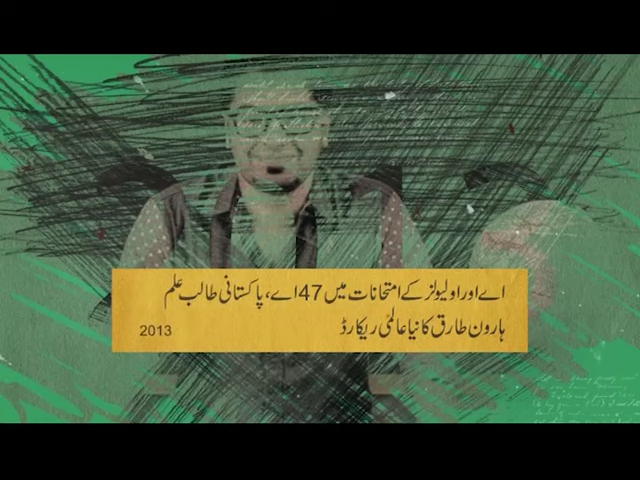 اے اور او لیولز کے امتحانات میں 47 اے، پاکستانی طالب علم
ہارون طارق کا نیا عالمی ریکارڈ
2013